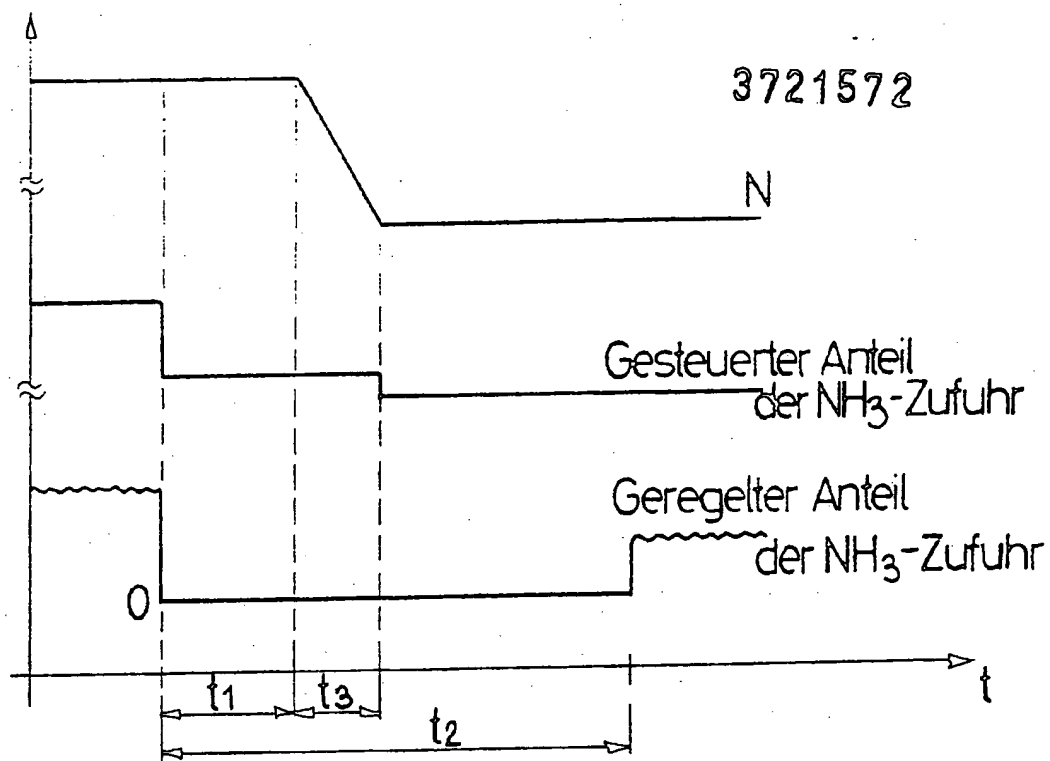 3721572
N
Gesteuerter Anteil
der NH₃-Zufuhr
Geregelter Anteil
der NH₃-Zufuhr
0
t
t₁
t₃
t₂